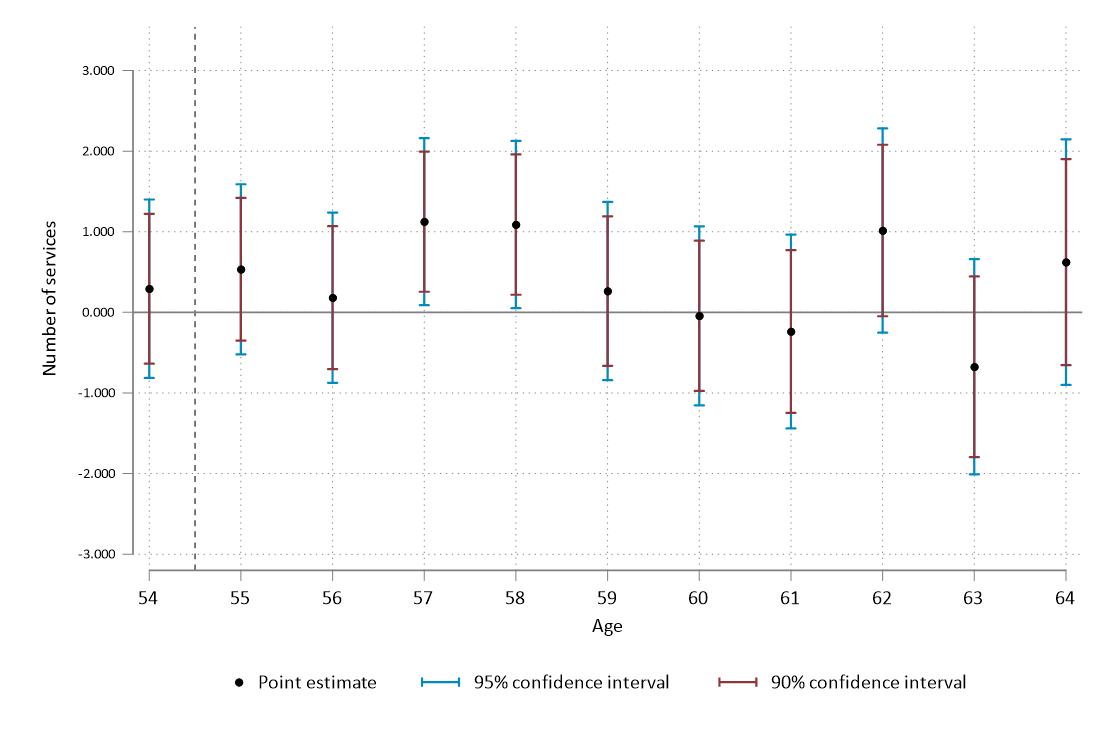 3.000
2.000
1.000
0.000
-1.000
-2.000
-3.000
Number of services
54 55 56 57 58 59 60 61 62 63 64
Age
Point estimate 95% confidence interval 90% confidence interval